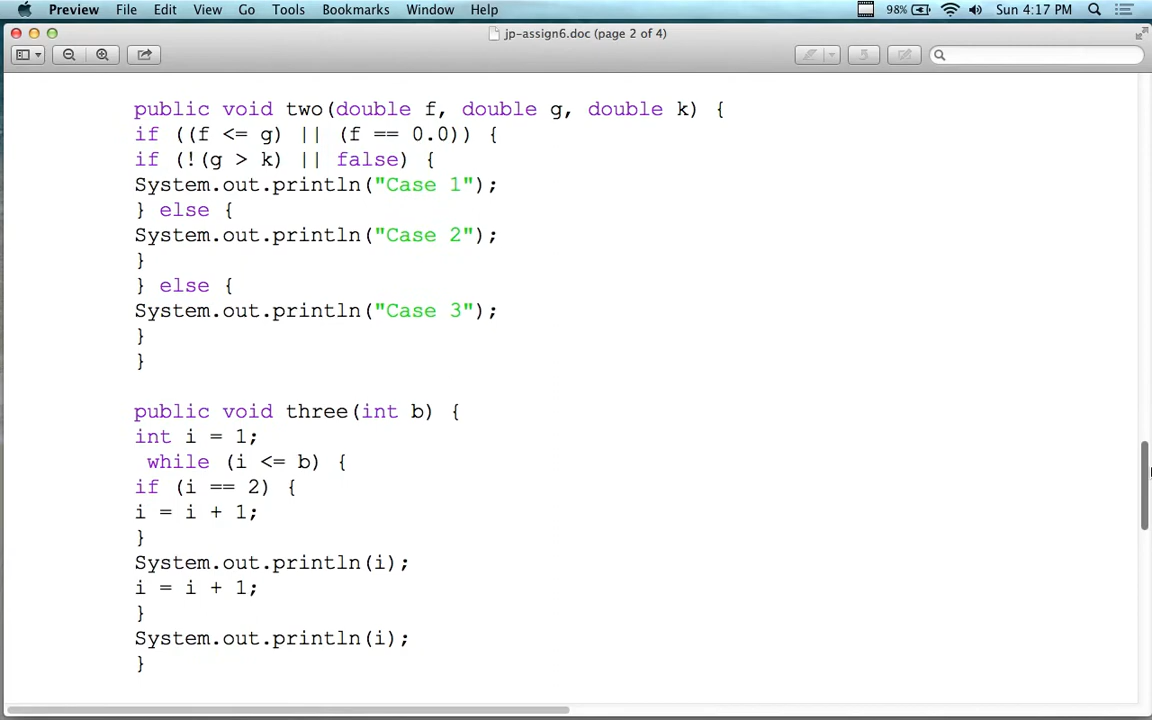 Preview File Edit View Go Tools Bookmarks Window Help 98% Sun 4:17 PM
jp-assign6.doc (page 2 of 4)
public void two(double f, double g, double k) {
if ((f <= g) || (f == 0.0)) {
if (!(g > k) || false) {
System.out.println("Case 1");
} else {
System.out.println("Case 2");
}
} else {
System.out.println("Case 3");
}
}
public void three(int b) {
int i = 1;
while (i <= b) {
if (i == 2) {
i = i + 1;
}
System.out.println(i);
i = i + 1;
}
System.out.println(i);
}